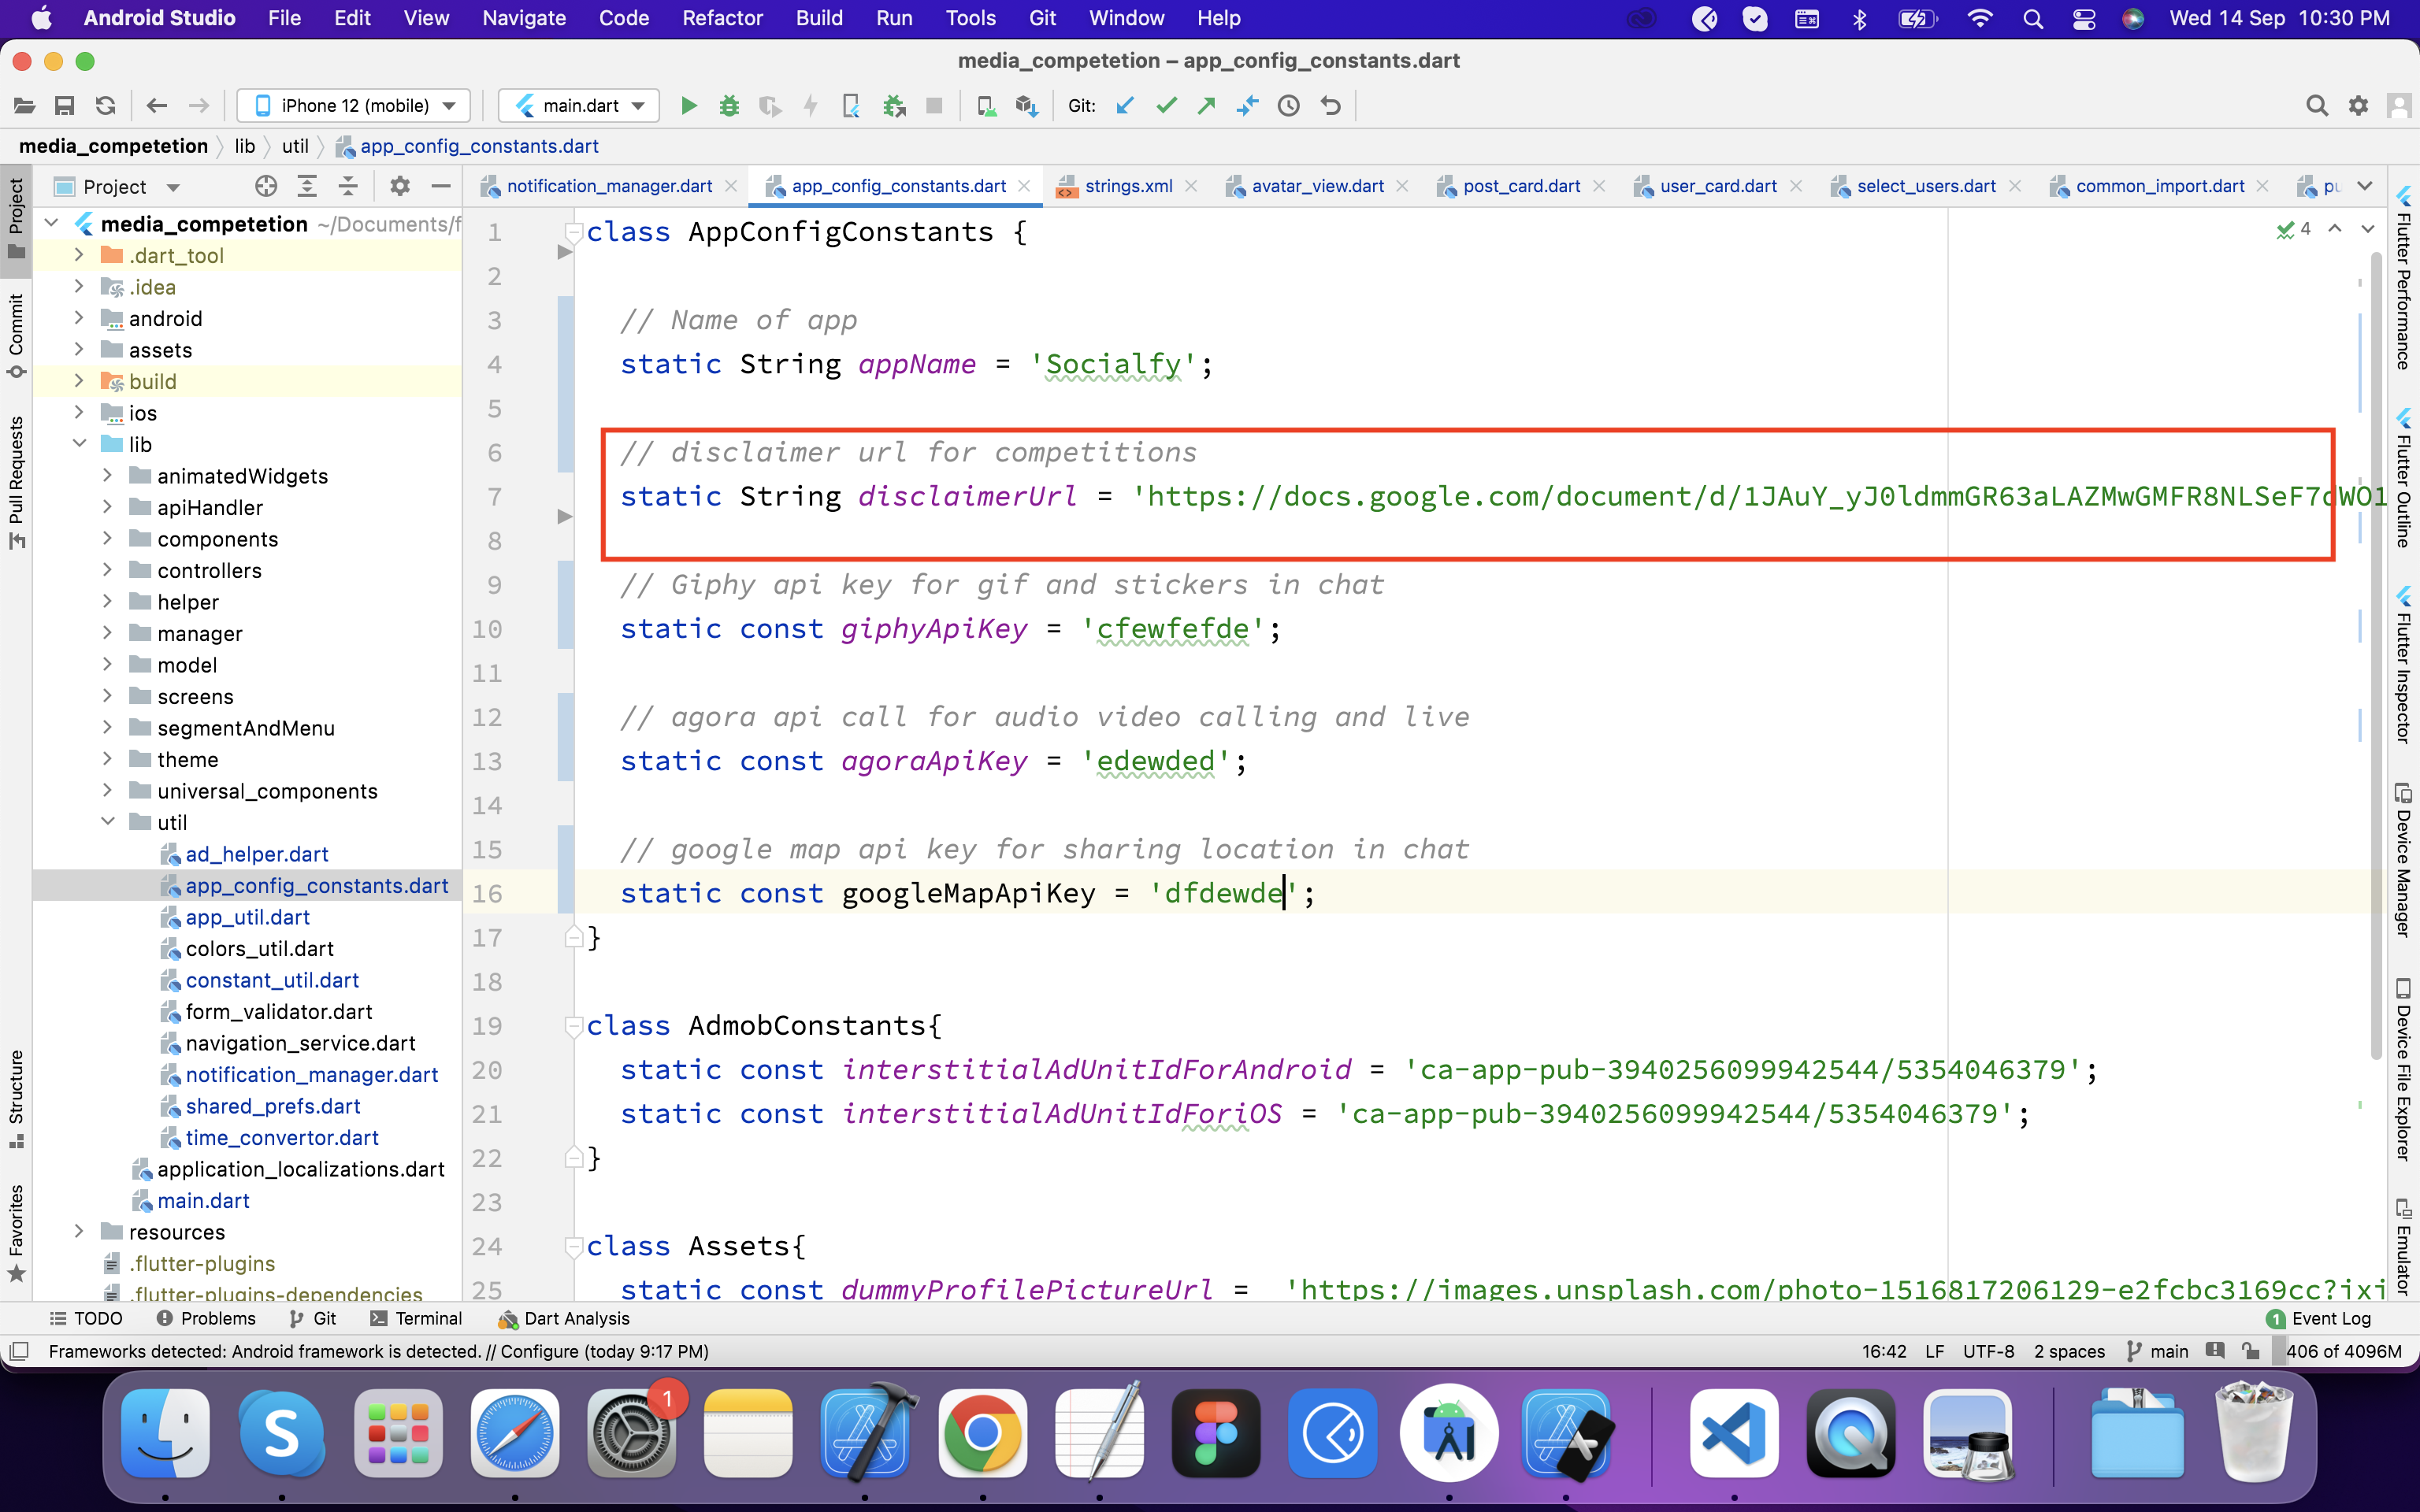 Android Studio File Edit View Navigate Code Refactor Build Run Tools Git Window Help Wed 14 Sep 10:30 PM
media_competetion – app_config_constants.dart
iPhone 12 (mobile) main.dart Git:
media_competetion lib util app_config_constants.dart
Project notification_manager.dart app_config_constants.dart strings.xml avatar_view.dart post_card.dart user_card.dart select_users.dart common_import.dart pu
Project
Commit
Pull Requests
Structure
Favorites
media_competetion ~/Documents/f
.dart_tool
.idea
android
assets
build
ios
lib
animatedWidgets
apiHandler
components
controllers
helper
manager
model
screens
segmentAndMenu
theme
universal_components
util
ad_helper.dart
app_config_constants.dart
app_util.dart
colors_util.dart
constant_util.dart
form_validator.dart
navigation_service.dart
notification_manager.dart
shared_prefs.dart
time_convertor.dart
application_localizations.dart
main.dart
resources
.flutter-plugins
.flutter-plugins-dependencies
4
1 class AppConfigConstants {
2
3 // Name of app
4 static String appName = 'Socialfy';
5
6 // disclaimer url for competitions
7 static String disclaimerUrl = 'https://docs.google.com/document/d/1JAuY_yJ0ldmmGR63aLAZMwGMFR8NLSeF7dWO1
8
9 // Giphy api key for gif and stickers in chat
10 static const giphyApiKey = 'cfewfefde';
11
12 // agora api call for audio video calling and live
13 static const agoraApiKey = 'edewded';
14
15 // google map api key for sharing location in chat
16 static const googleMapApiKey = 'dfdewde';
17 }
18
19 class AdmobConstants{
20 static const interstitialAdUnitIdForAndroid = 'ca-app-pub-3940256099942544/5354046379';
21 static const interstitialAdUnitIdForiOS = 'ca-app-pub-3940256099942544/5354046379';
22 }
23
24 class Assets{
25 static const dummyProfilePictureUrl = 'https://images.unsplash.com/photo-1516817206129-e2fcbc3169cc?ixi
Flutter Performance
Flutter Outline
Flutter Inspector
Device Manager
Device File Explorer
Emulator
TODO Problems Git Terminal Dart Analysis 1 Event Log
Frameworks detected: Android framework is detected. // Configure (today 9:17 PM) 16:42 LF UTF-8 2 spaces main 406 of 4096M
1